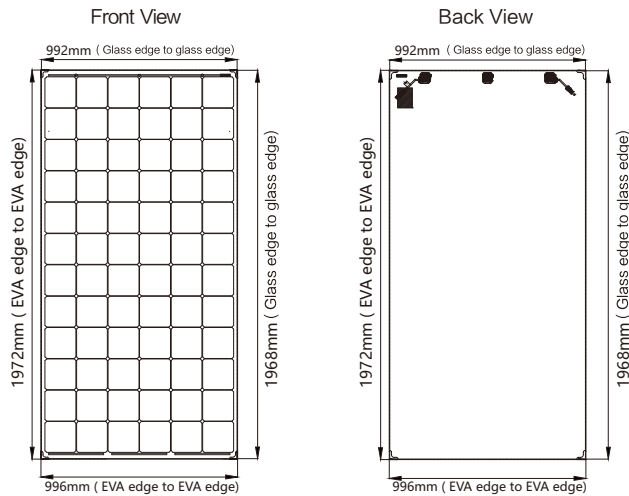 Front View
Back View
992mm ( Glass edge to glass edge)
992mm ( Glass edge to glass edge)
1972mm ( EVA edge to EVA edge)
1968mm ( Glass edge to glass edge)
1972mm ( EVA edge to EVA edge)
1968mm ( Glass edge to glass edge)
996mm ( EVA edge to EVA edge)
996mm ( EVA edge to EVA edge)